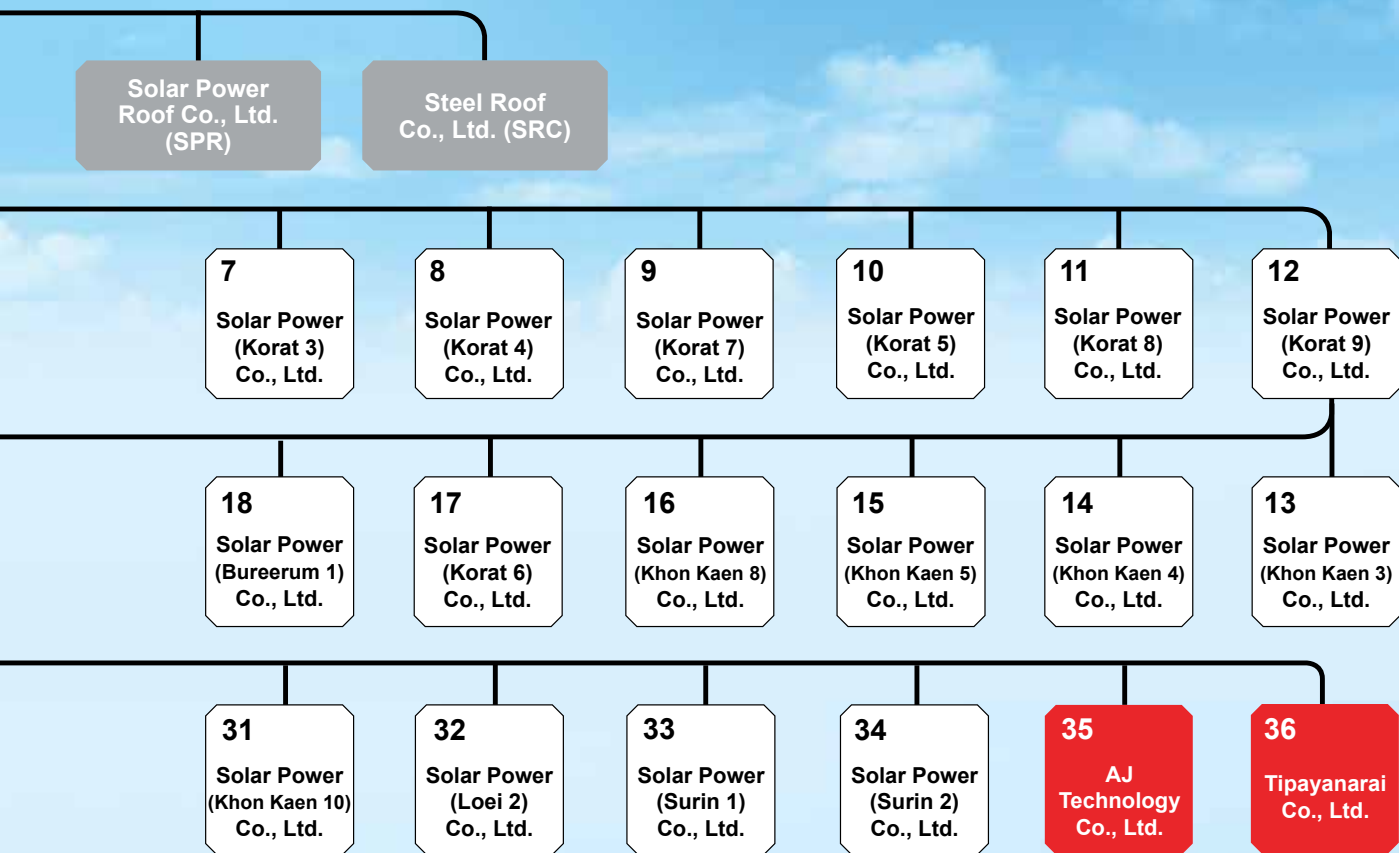 Solar Power
Roof Co., Ltd.
(SPR)
Steel Roof
Co., Ltd. (SRC)
7
Solar Power
(Korat 3)
Co., Ltd.
8
Solar Power
(Korat 4)
Co., Ltd.
9
Solar Power
(Korat 7)
Co., Ltd.
10
Solar Power
(Korat 5)
Co., Ltd.
11
Solar Power
(Korat 8)
Co., Ltd.
12
Solar Power
(Korat 9)
Co., Ltd.
18
Solar Power
(Bureerum 1)
Co., Ltd.
17
Solar Power
(Korat 6)
Co., Ltd.
16
Solar Power
(Khon Kaen 8)
Co., Ltd.
15
Solar Power
(Khon Kaen 5)
Co., Ltd.
14
Solar Power
(Khon Kaen 4)
Co., Ltd.
13
Solar Power
(Khon Kaen 3)
Co., Ltd.
31
Solar Power
(Khon Kaen 10)
Co., Ltd.
32
Solar Power
(Loei 2)
Co., Ltd.
33
Solar Power
(Surin 1)
Co., Ltd.
34
Solar Power
(Surin 2)
Co., Ltd.
35
AJ
Technology
Co., Ltd.
36
Tipayanarai
Co., Ltd.